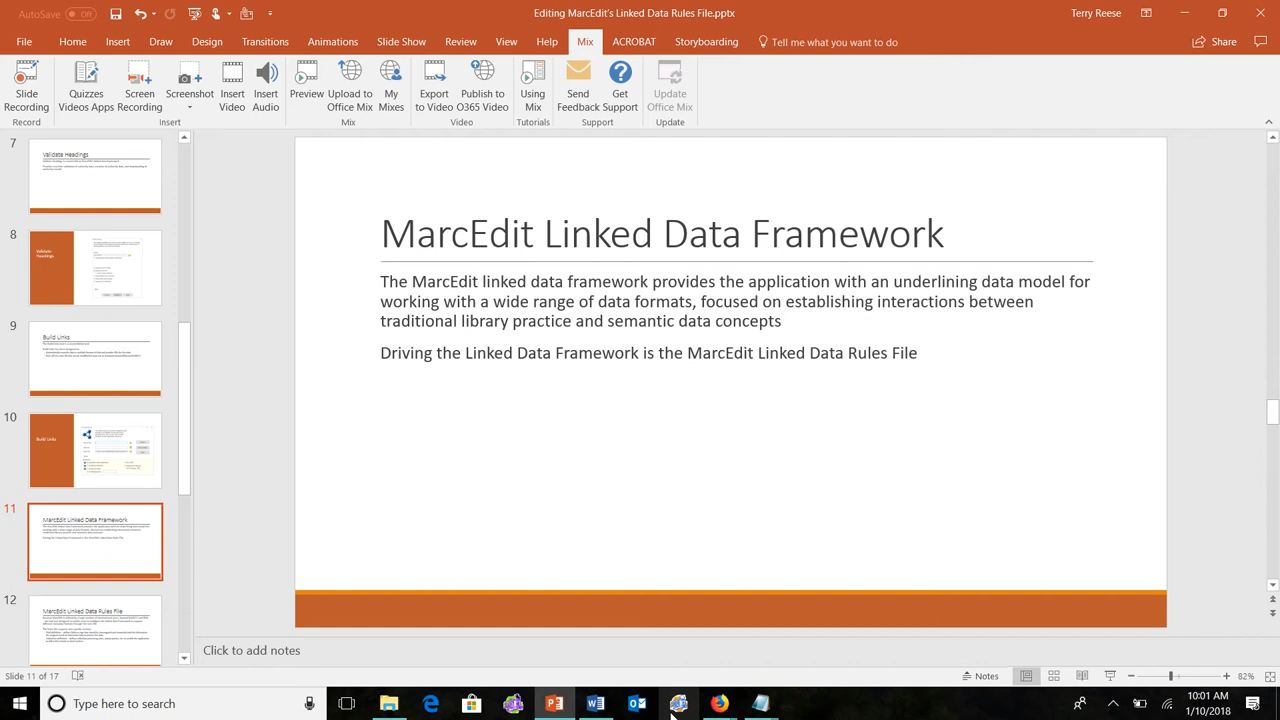 AutoSave Off
Editing MarcEdit's Linked Data Rules File.pptx
Terry Reese
File Home Insert Draw Design Transitions Animations Slide Show Review View Help Mix ACROBAT Storyboarding Tell me what you want to do Share
Slide Recording
Quizzes Videos Apps
Screen Recording
Screenshot
Insert Video
Insert Audio
Preview
Upload to Office Mix
My Mixes
Export to Video
Publish to O365 Video
Using Mix
Send Feedback
Get Support
Update Office Mix
Record Insert Mix Video Tutorials Support Update
7
Validate Headings
8
Validate Headings
9
Build Links
10
Build Links
11
MarcEdit Linked Data Framework
12
MarcEdit Linked Data Rules File
MarcEdit Linked Data Framework
The MarcEdit linked data framework provides the application with an underlining data model for
working with a wide range of data formats, focused on establishing interactions between
traditional library practice and semantic data concepts
Driving the Linked Data Framework is the MarcEdit Linked Data Rules File
Click to add notes
Slide 11 of 17
Notes
82%
Type here to search
10:01 AM
1/10/2018